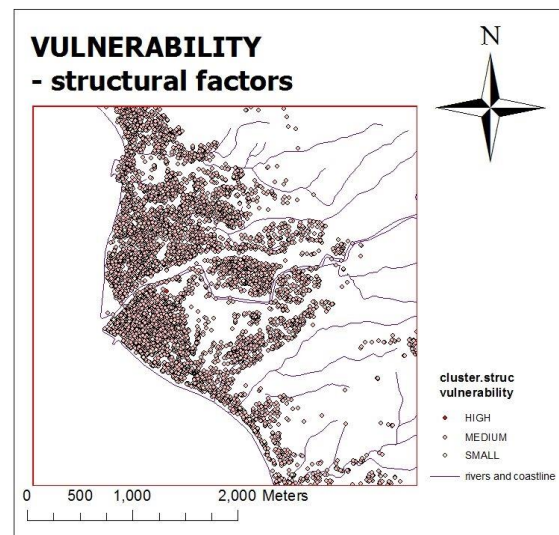 VULNERABILITY
- structural factors
N
cluster.struc
vulnerability
HIGH
MEDIUM
SMALL
rivers and coastline
0 500 1,000 2,000 Meters